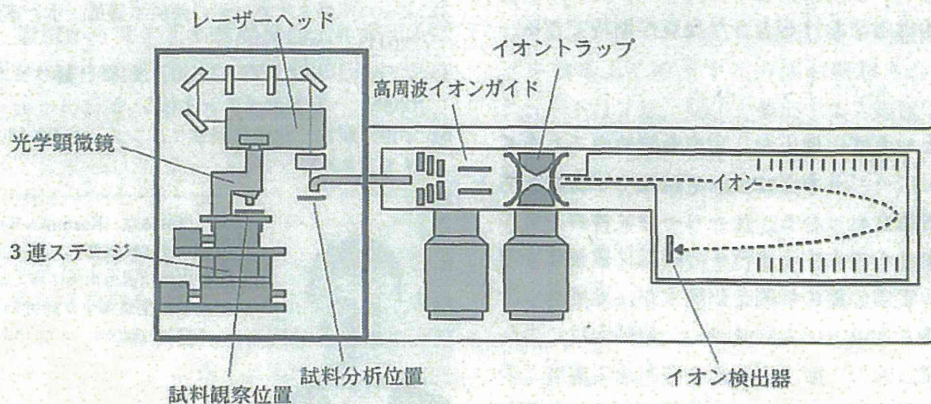 レーザーヘッド
イオントラップ
高周波イオンガイド
光学顕微鏡
イオン
3連ステージ
試料観察位置
試料分析位置
イオン検出器